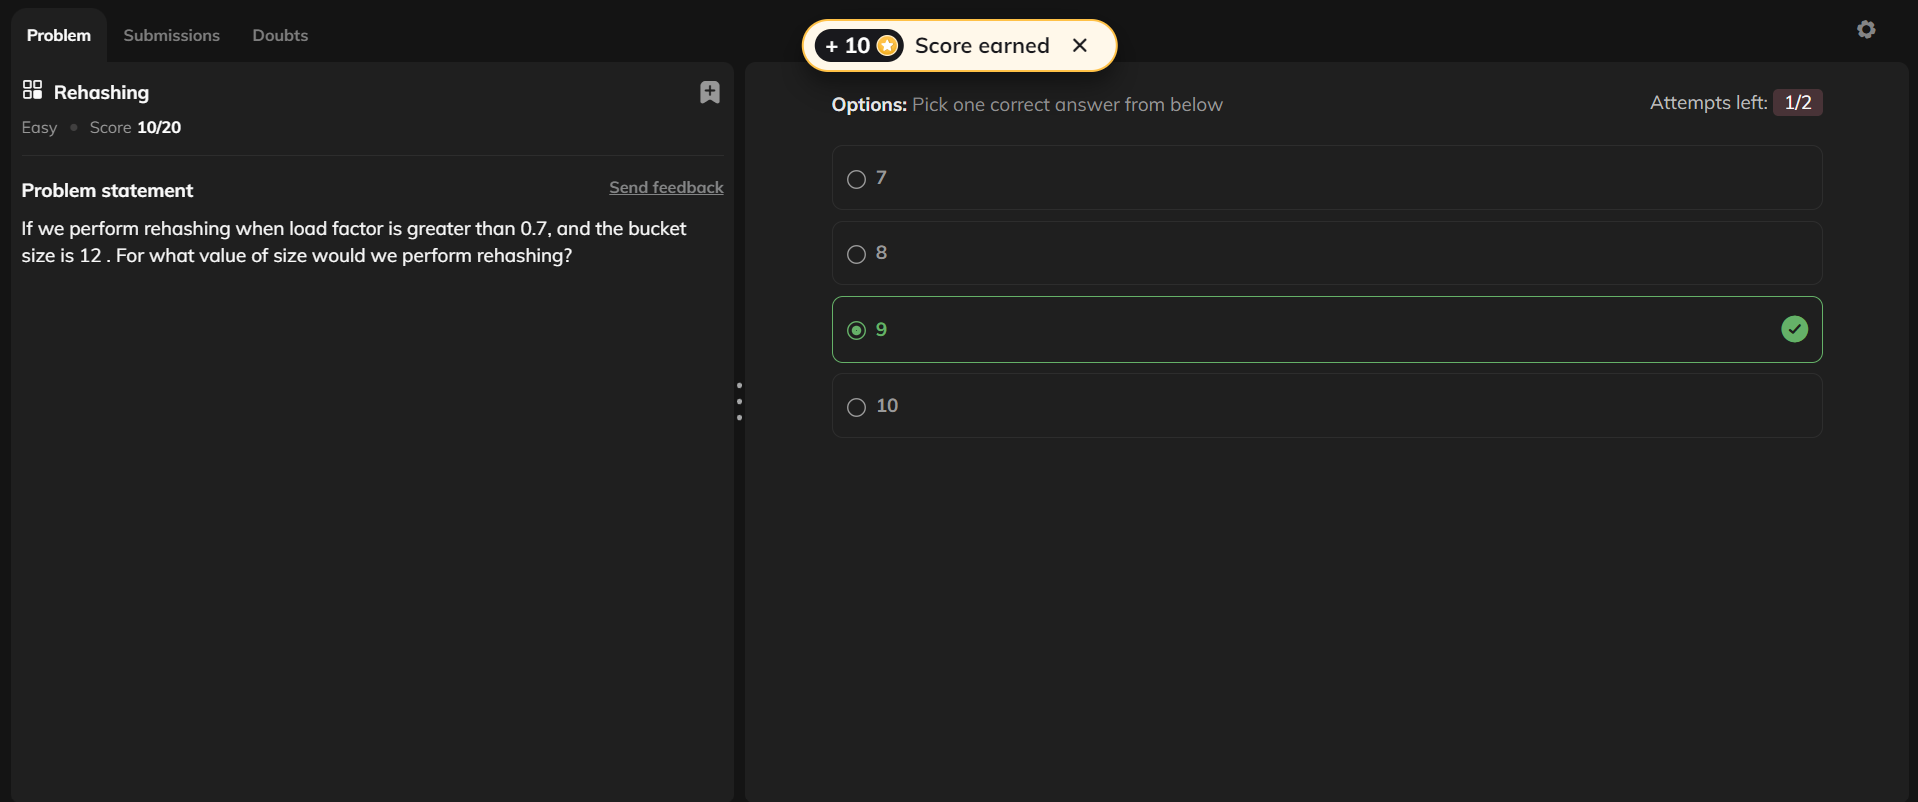 Problem
Submissions
Doubts
+ 10 Score earned
Rehashing
Easy • Score 10/20
Problem statement
Send feedback
If we perform rehashing when load factor is greater than 0.7, and the bucket
size is 12 . For what value of size would we perform rehashing?
Options: Pick one correct answer from below
Attempts left: 1/2
7
8
9
10